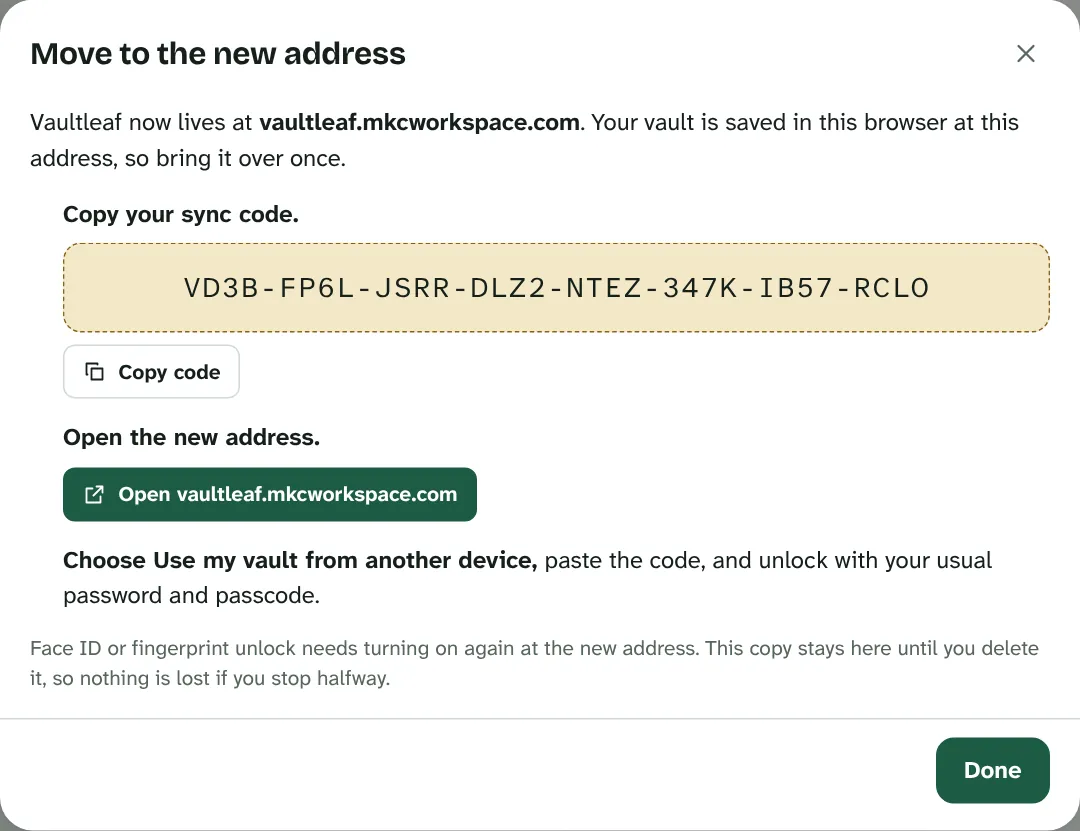 Move to the new address
Vaultleaf now lives at vaultleaf.mkcworkspace.com. Your vault is saved in this browser at this
address, so bring it over once.
Copy your sync code.
VD3B-FP6L-JSRR-DLZ2-NTEZ-347K-IB57-RCLO
Copy code
Open the new address.
Open vaultleaf.mkcworkspace.com
Choose Use my vault from another device, paste the code, and unlock with your usual
password and passcode.
Face ID or fingerprint unlock needs turning on again at the new address. This copy stays here until you delete
it, so nothing is lost if you stop halfway.
Done